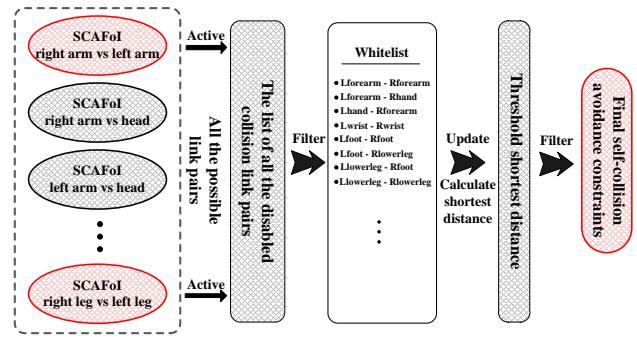 SCAFoI
right arm vs left arm
SCAFoI
right arm vs head
SCAFoI
left arm vs head
SCAFoI
right leg vs left leg
Active
All the possible
link pairs
Active
The list of all the disabled
collision link pairs
Filter
Whitelist
Lforearm - Rforearm
Lforearm - Rhand
Lhand - Rforearm
Lwrist - Rwrist
Lfoot - Rfoot
Lfoot - Rlowerleg
Llowerleg - Rfoot
Llowerleg - Rlowerleg
Update
Calculate
shortest
distance
Threshold shortest distance
Filter
Final self-collision
avoidance constraints